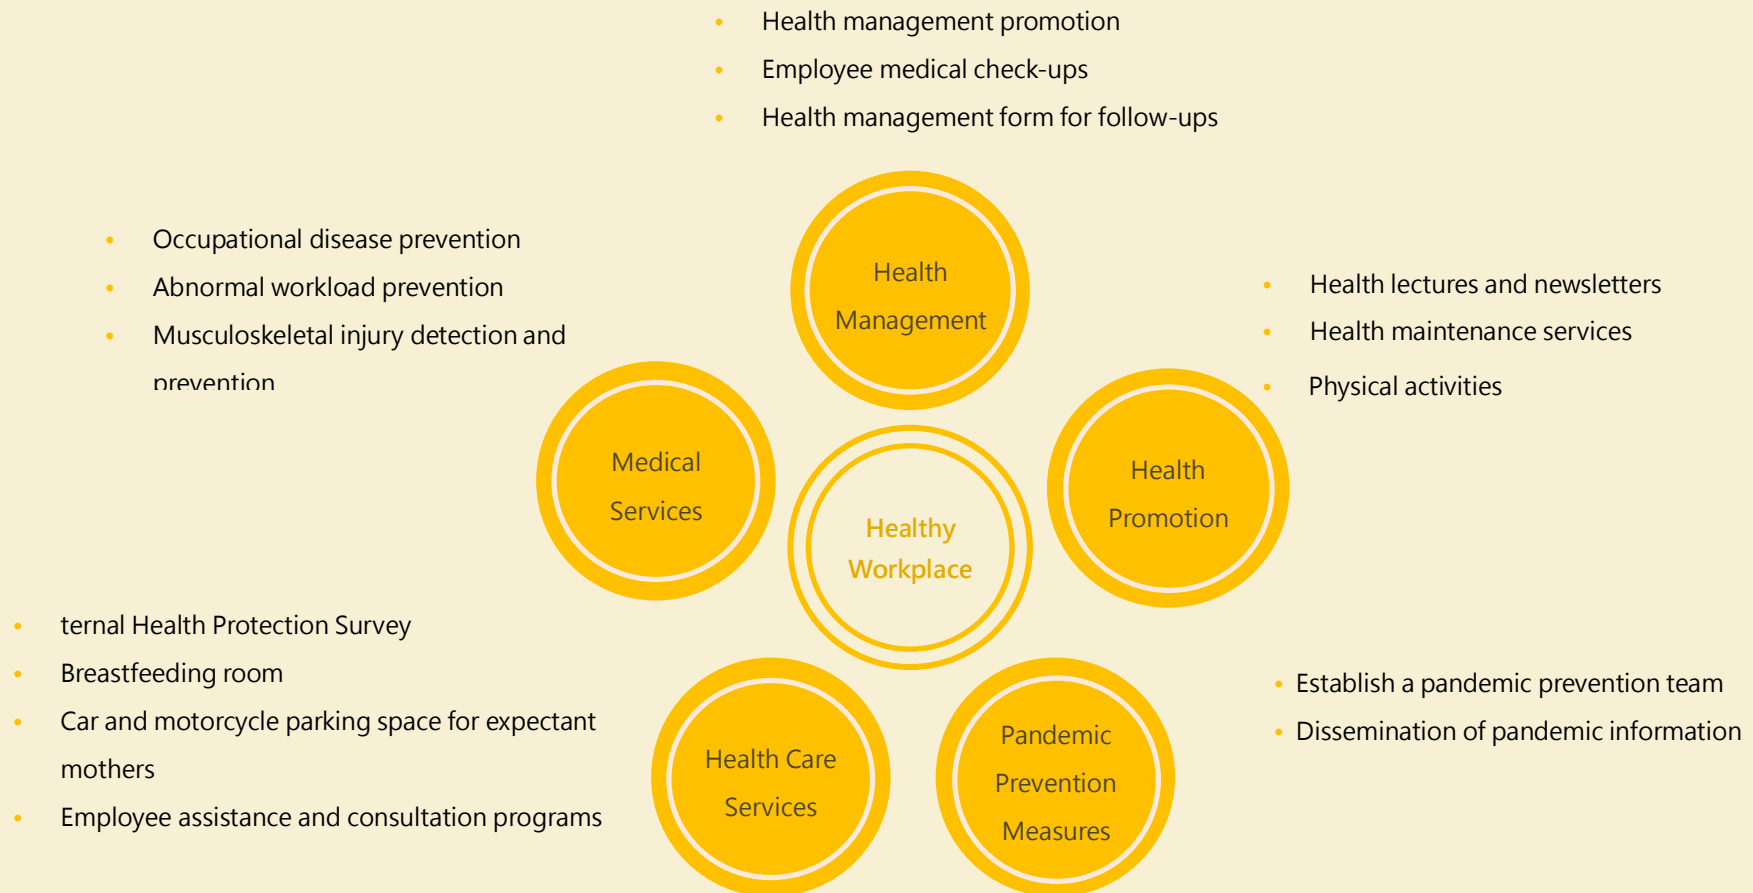 • Health management promotion
• Employee medical check-ups
• Health management form for follow-ups
• Occupational disease prevention
• Abnormal workload prevention
• Musculoskeletal injury detection and
prevention
Health
Management
• Health lectures and newsletters
• Health maintenance services
• Physical activities
Medical
Services
Health
Promotion
Healthy
Workplace
• ternal Health Protection Survey
• Breastfeeding room
• Car and motorcycle parking space for expectant
mothers
• Employee assistance and consultation programs
Health Care
Services
Pandemic
Prevention
Measures
• Establish a pandemic prevention team
• Dissemination of pandemic information